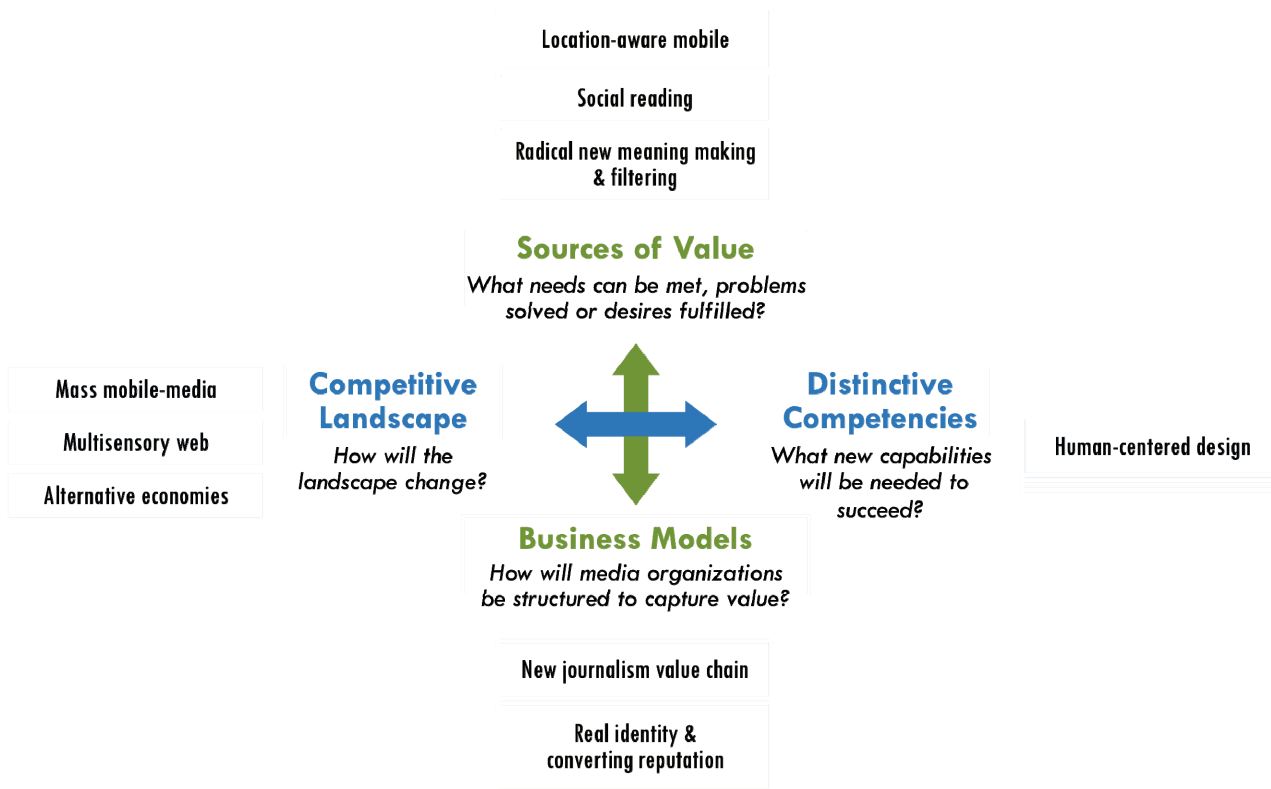 Location-aware mobile
Social reading
Radical new meaning making
& filtering
Sources of Value
What needs can be met, problems
solved or desires fulfilled?
Mass mobile-media
Multisensory web
Alternative economies
Competitive
Landscape
How will the
landscape change?
Distinctive
Competencies
What new capabilities
will be needed to
succeed?
Human-centered design
Business Models
How will media organizations
be structured to capture value?
New journalism value chain
Real identity &
converting reputation